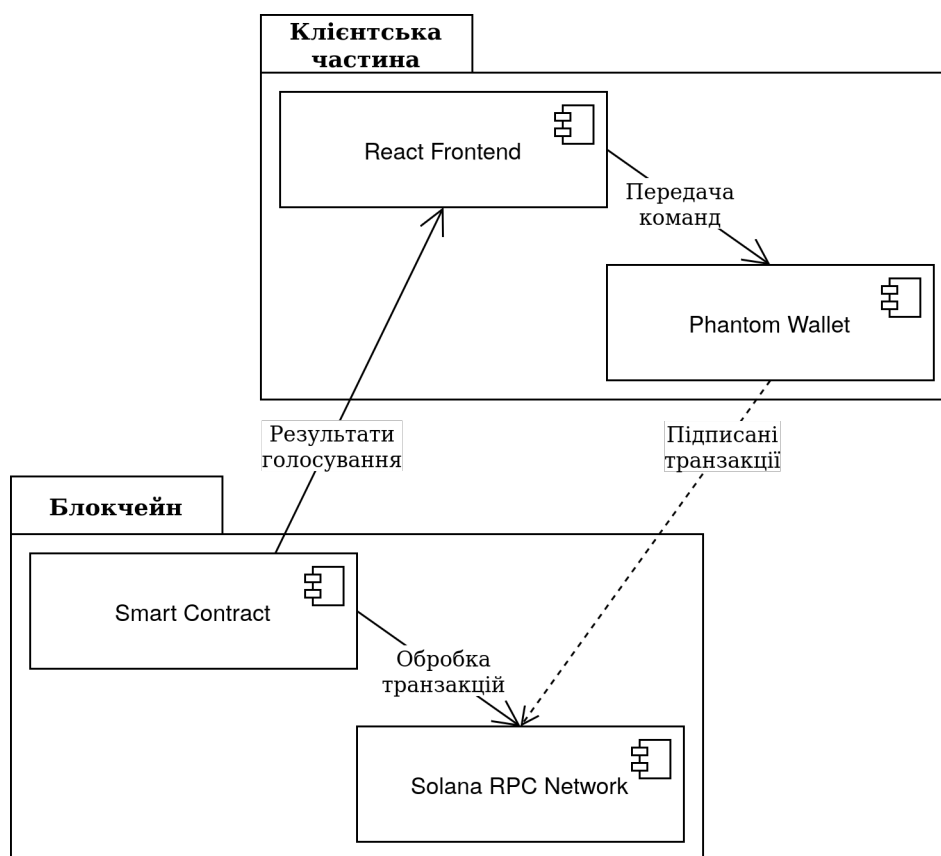 Клієнтська
частина
React Frontend
Передача
команд
Phantom Wallet
Результати
голосування
Підписані
транзакції
Блокчейн
Smart Contract
Обробка
транзакцій
Solana RPC Network